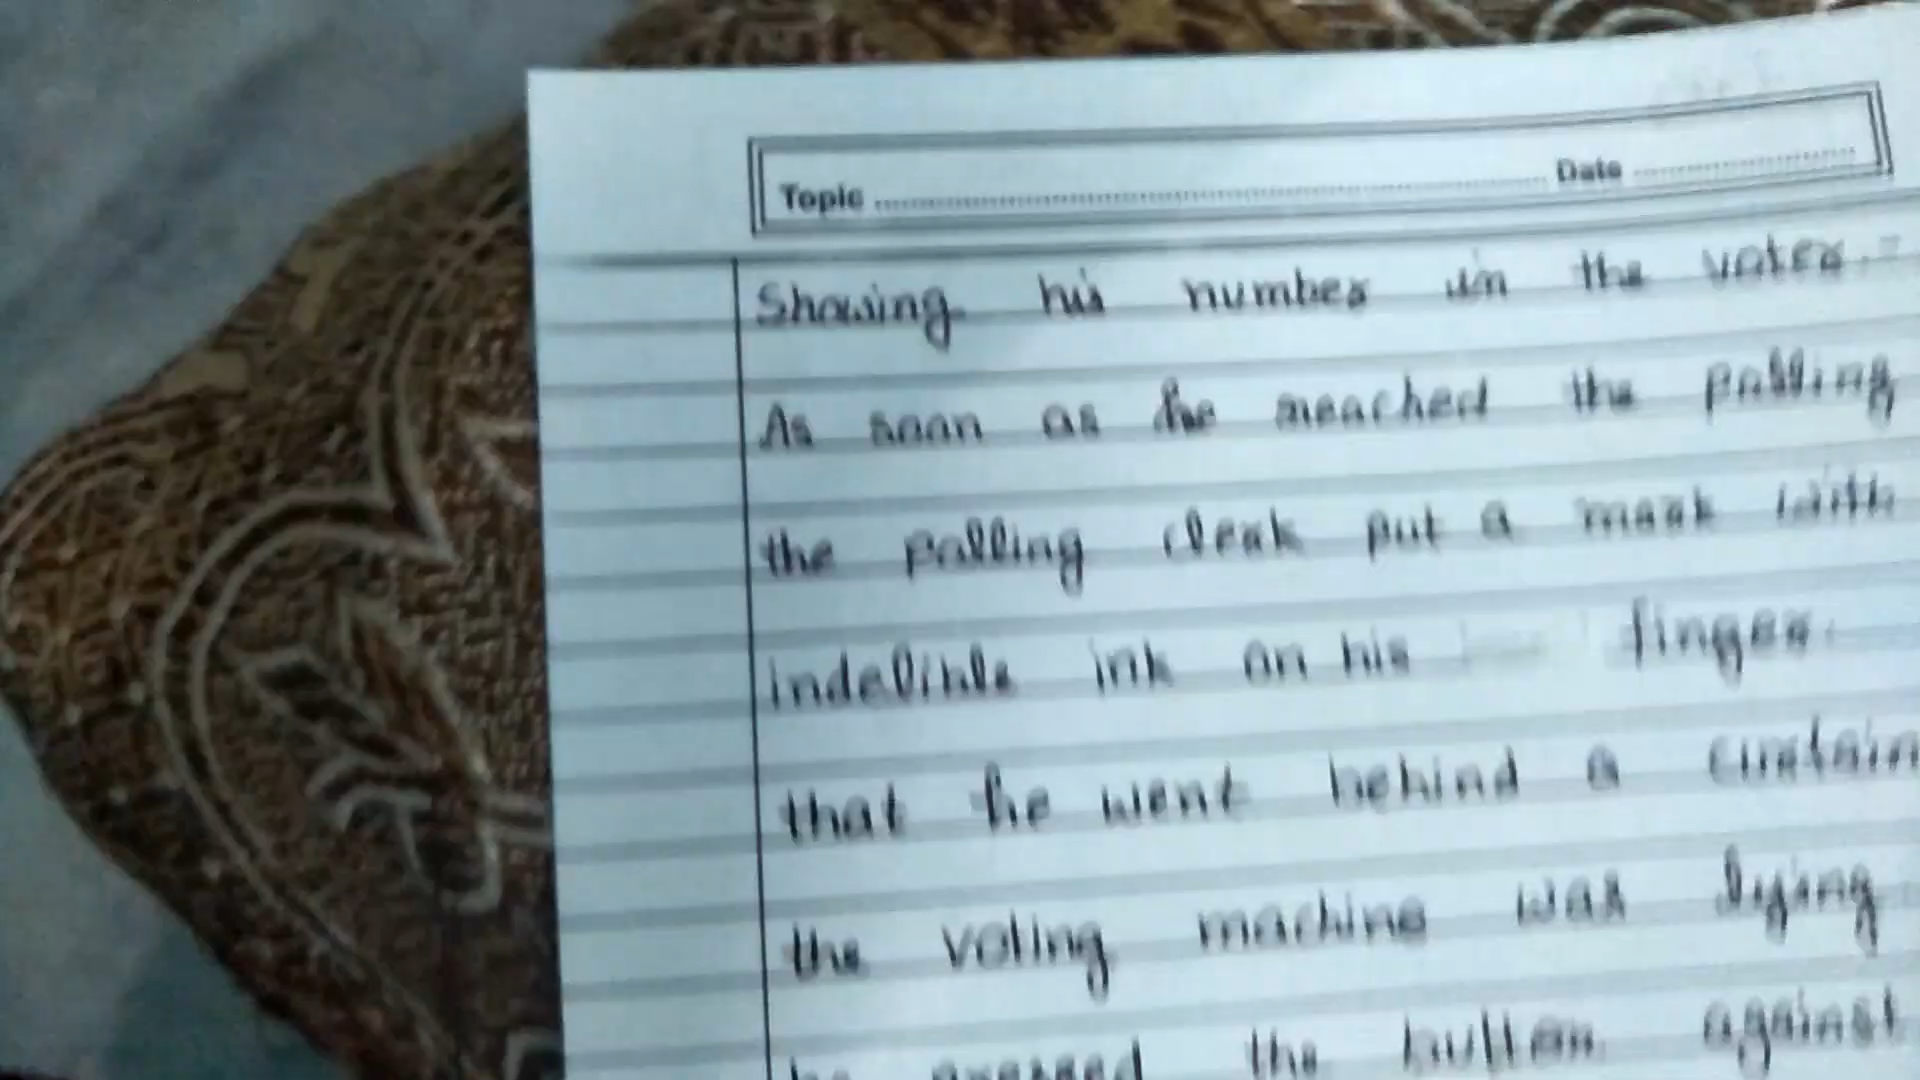 Topic Date
Showing his number in the voter
As soon as he reached the polling
the polling clerk put a mark with
indelible ink on his finger.
that he went behind a curtain
the voting machine was lying
he pressed the button against